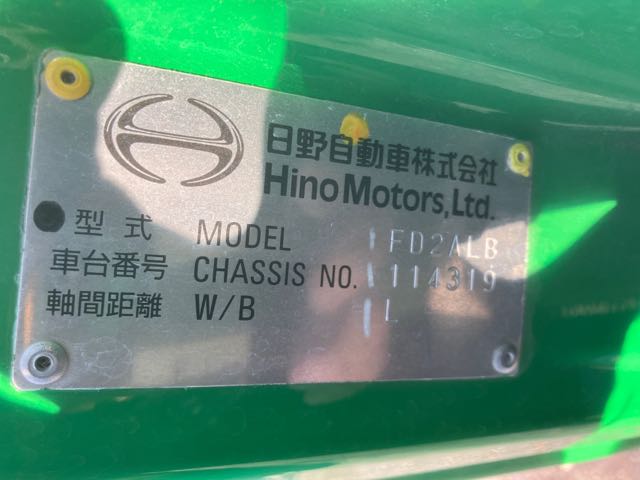 日野自動車株式会社
Hino Motors, Ltd.
型式 MODEL FD2ALB
車台番号 CHASSIS NO. 114319
軸間距離 W/B L